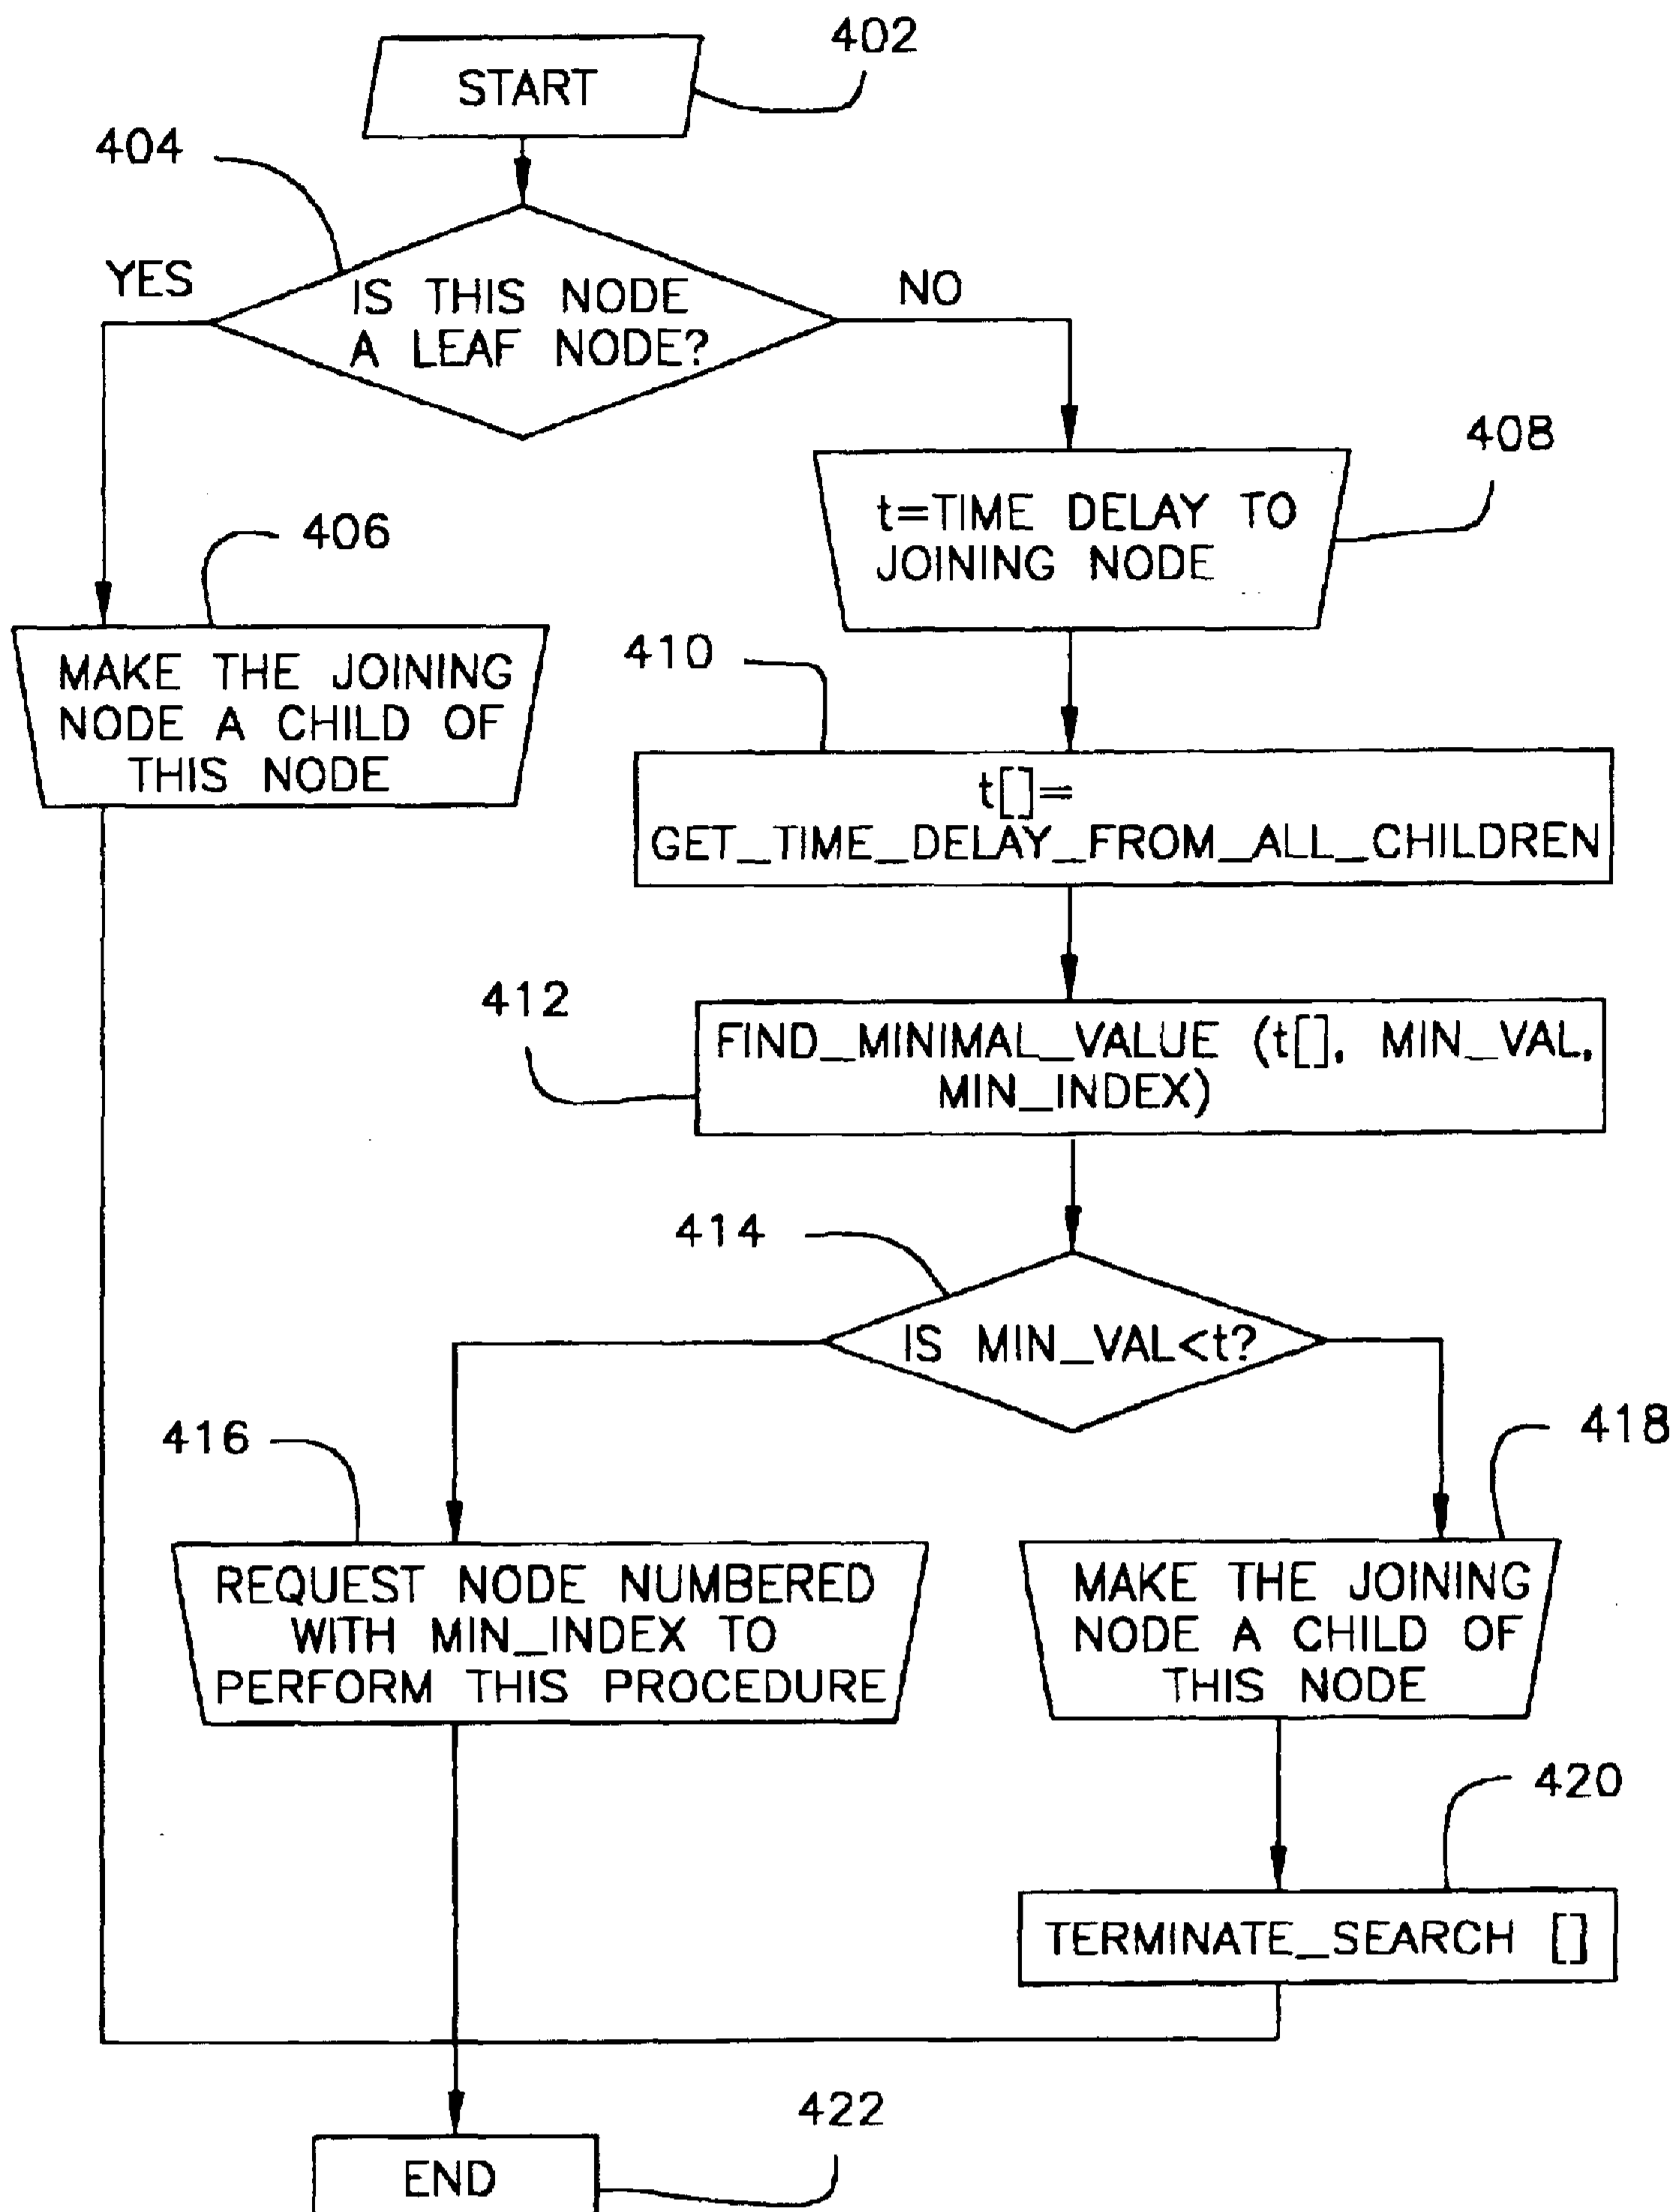 402
START
404
YES
IS THIS NODE
A LEAF NODE?
NO
408
t=TIME DELAY TO
JOINING NODE
406
MAKE THE JOINING
NODE A CHILD OF
THIS NODE
410
t[]=
GET_TIME_DELAY_FROM_ALL_CHILDREN
412
FIND_MINIMAL_VALUE (t[], MIN_VAL,
MIN_INDEX)
414
IS MIN_VAL<t?
416
REQUEST NODE NUMBERED
WITH MIN_INDEX TO
PERFORM THIS PROCEDURE
418
MAKE THE JOINING
NODE A CHILD OF
THIS NODE
420
TERMINATE_SEARCH []
422
END